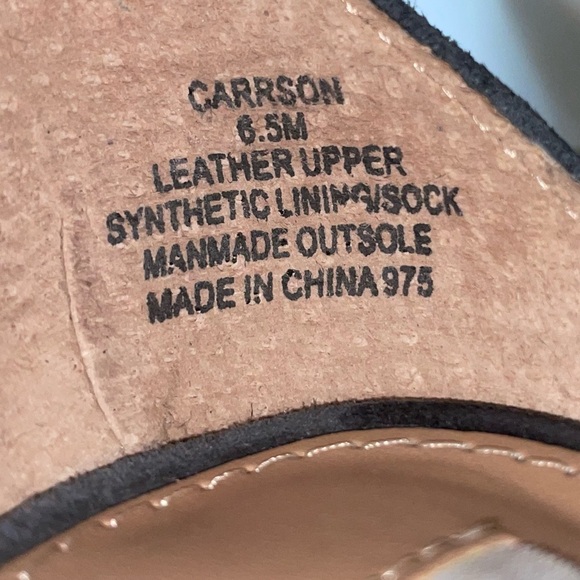 CARRSON
6.5M
LEATHER UPPER
SYNTHETIC LINING/SOCK
MANMADE OUTSOLE
MADE IN CHINA 975